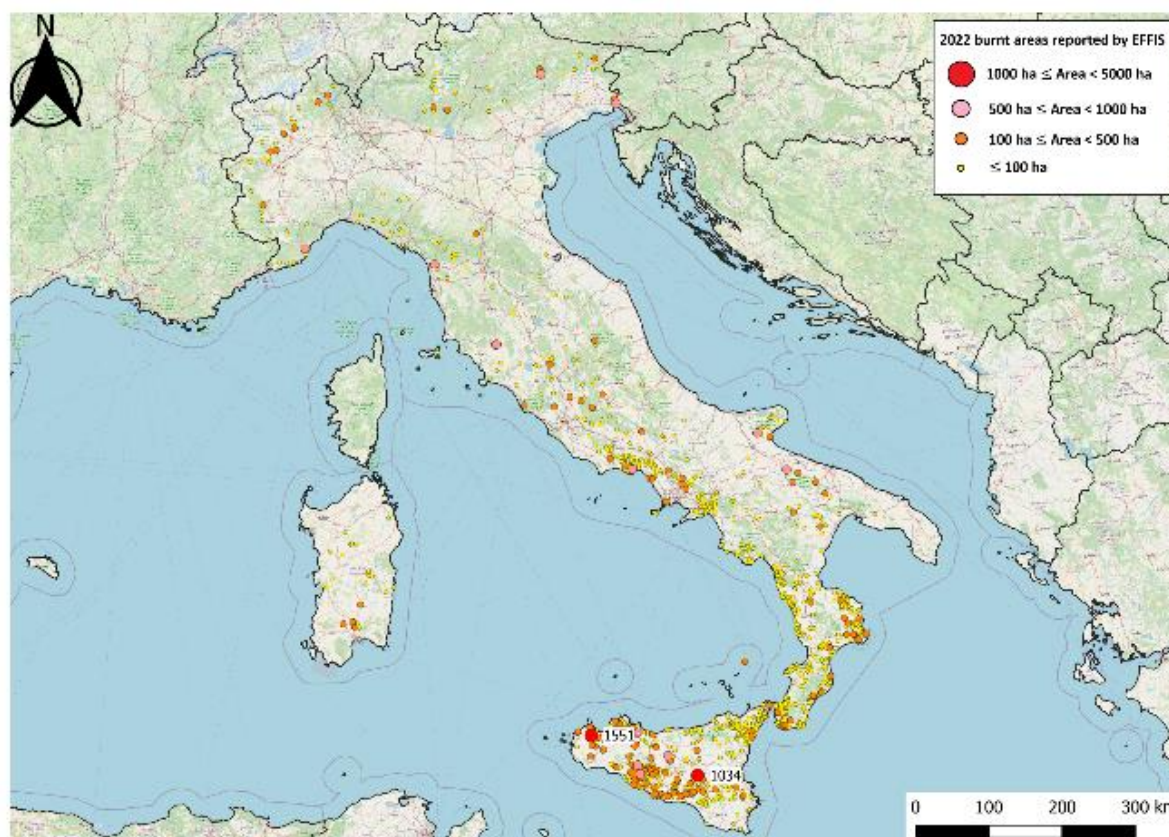 N
2022 burnt areas reported by EFFIS
1000 ha ≤ Area < 5000 ha
500 ha ≤ Area < 1000 ha
100 ha ≤ Area < 500 ha
≤ 100 ha
1551
1034
0 100 200 300 km